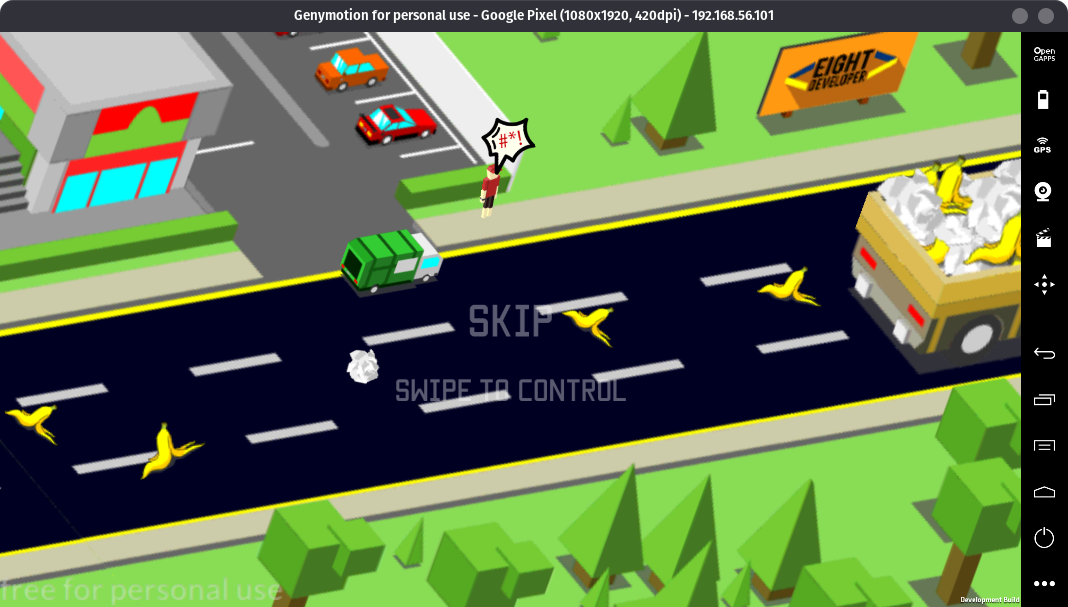 Genymotion for personal use - Google Pixel (1080x1920, 420dpi) - 192.168.56.101
Open
GAPPS
EIGHT
DEVELOPER
#*!
GPS
SKIP
SWIPE TO CONTROL
free for personal use
Development Build